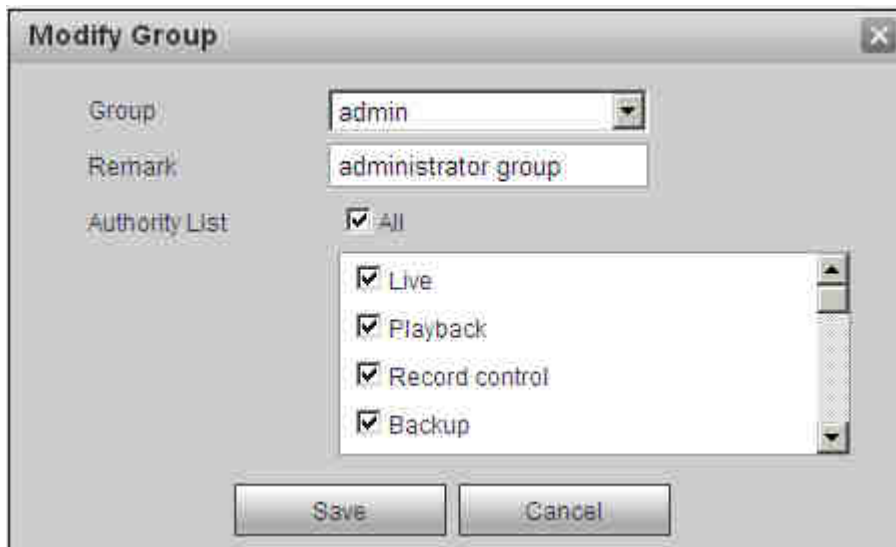 Modify Group
Group admin
Remark administrator group
Authority List All
Live
Playback
Record control
Backup
Save Cancel